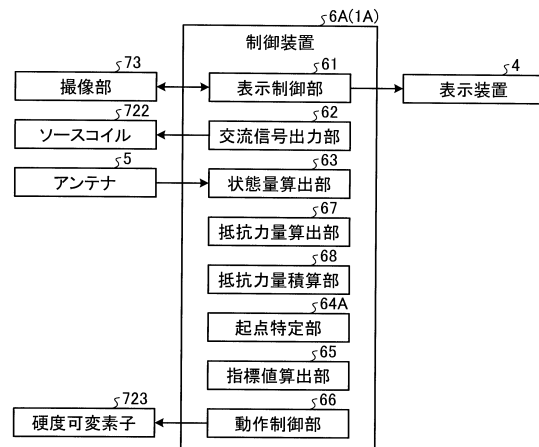 6A(1A)
制御装置
73
撮像部
61
表示制御部
4
表示装置
722
ソースコイル
62
交流信号出力部
5
アンテナ
63
状態量算出部
67
抵抗力量算出部
68
抵抗力量積算部
64A
起点特定部
65
指標値算出部
723
硬度可変素子
66
動作制御部